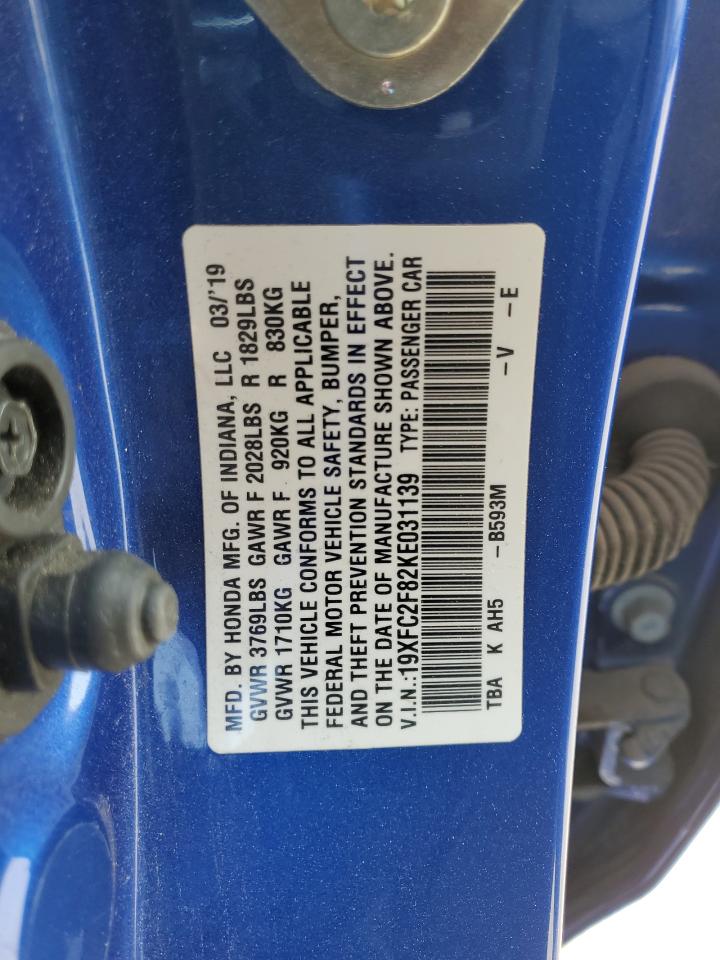 MFD. BY HONDA MFG. OF INDIANA, LLC 03/'19
GVWR 3769LBS GAWR F 2028LBS R 1829LBS
GVWR 1710KG GAWR F 920KG R 830KG
THIS VEHICLE CONFORMS TO ALL APPLICABLE
FEDERAL MOTOR VEHICLE SAFETY, BUMPER,
AND THEFT PREVENTION STANDARDS IN EFFECT
ON THE DATE OF MANUFACTURE SHOWN ABOVE.
V.I.N.:19XFC2F82KE031139 TYPE: PASSENGER CAR
TBA K AH5 -B593M -V -E